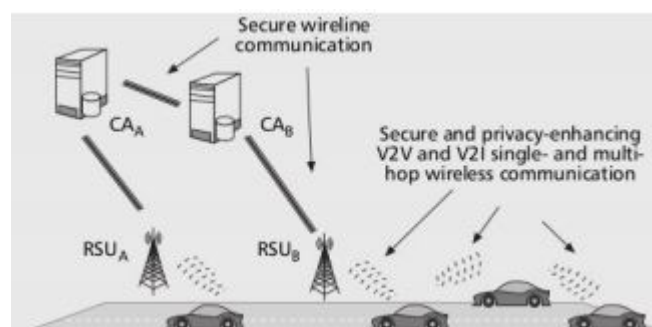 Secure wireline
communication
CA_A
CA_B
Secure and privacy-enhancing
V2V and V2I single- and multi-
hop wireless communication
RSU_A
RSU_B